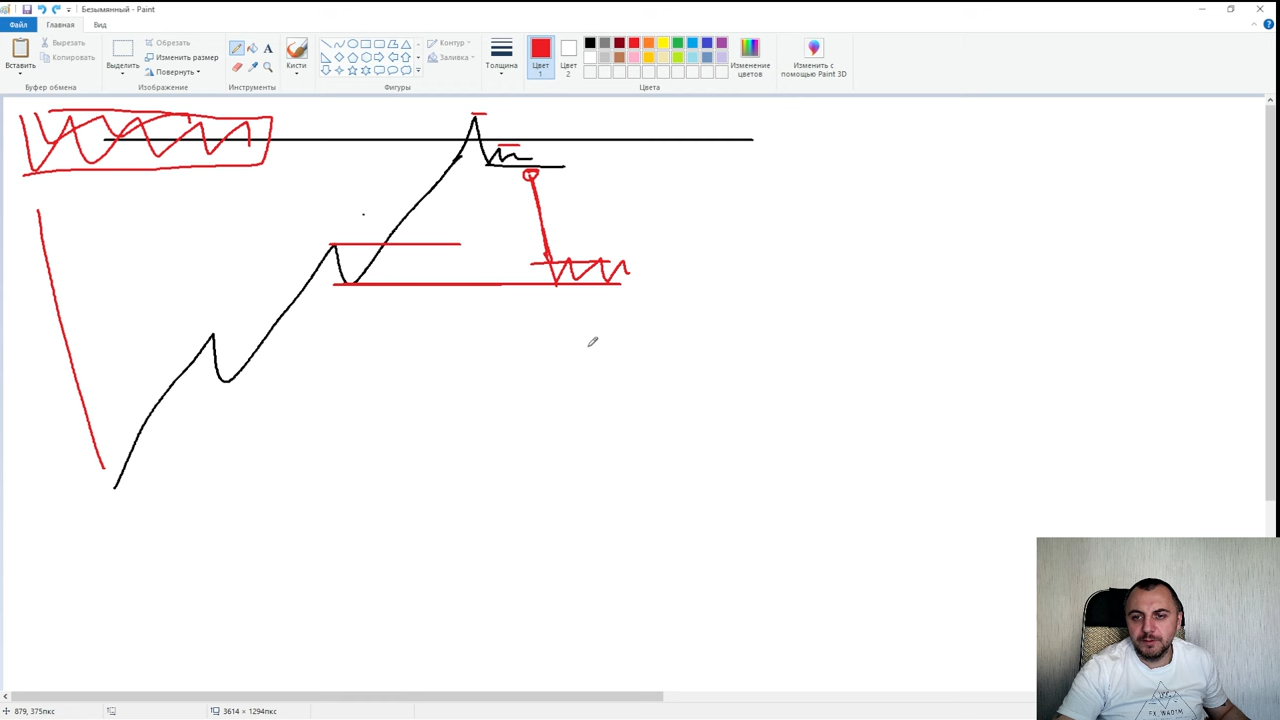 Безымянный - Paint
Файл
Главная
Вид
Вставить
Вырезать
Копировать
Буфер обмена
Выделить
Обрезать
Изменить размер
Повернуть
Изображение
A
Инструменты
Кисти
Контур
Заливка
Фигуры
Толщина
Цвет
1
Цвет
2
Изменение
цветов
Цвета
Изменить с
помощью Paint 3D
FX_WAD1M
879, 375пкс
3614 × 1294пкс